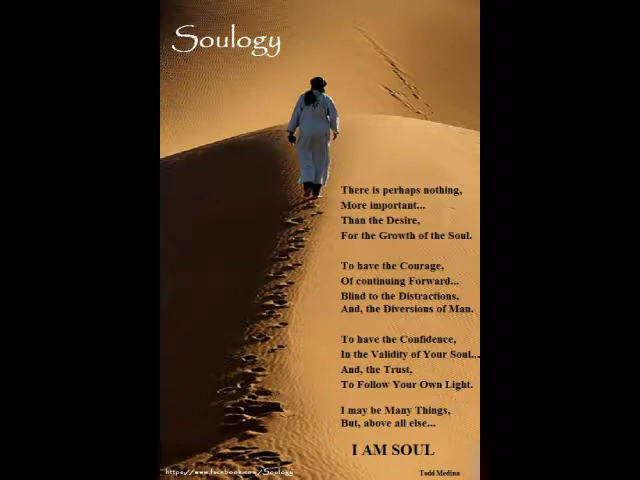 Soulogy
There is perhaps nothing,
More important...
Than the Desire,
For the Growth of the Soul.
To have the Courage,
Of continuing Forward...
Blind to the Distractions,
And, the Diversions of Man.
To have the Confidence,
In the Validity of Your Soul...
And, the Trust,
To Follow Your Own Light.
I may be Many Things,
But, above all else...
I AM SOUL
https://www.facebook.com/Soulogy
Todd Medina